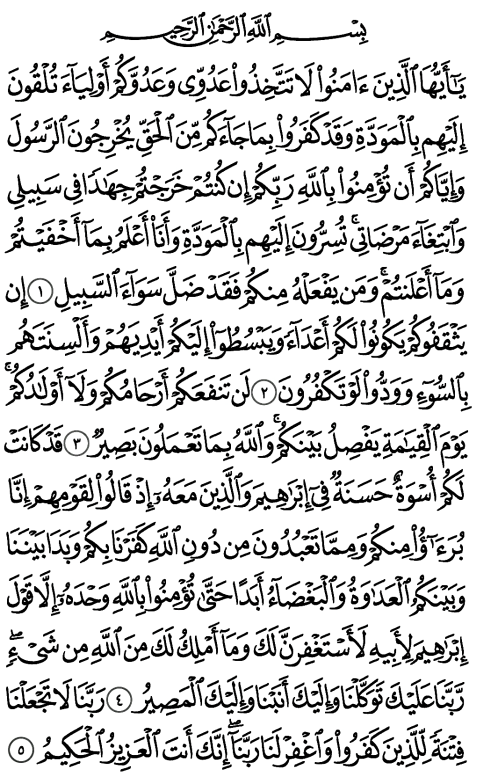 بِسْمِ ٱللَّهِ ٱلرَّحْمَٰنِ ٱلرَّحِيمِ
يَٰٓأَيُّهَا ٱلَّذِينَ ءَامَنُوا۟ لَا تَتَّخِذُوا۟ عَدُوِّى وَعَدُوَّكُمْ أَوْلِيَآءَ تُلْقُونَ
إِلَيْهِم بِٱلْمَوَدَّةِ وَقَدْ كَفَرُوا۟ بِمَا جَآءَكُم مِّنَ ٱلْحَقِّ يُخْرِجُونَ ٱلرَّسُولَ
وَإِيَّاكُمْ أَن تُؤْمِنُوا۟ بِٱللَّهِ رَبِّكُمْ إِن كُنتُمْ خَرَجْتُمْ جِهَٰدًا فِى سَبِيلِى
وَٱبْتِغَآءَ مَرْضَاتِى ۚ تُسِرُّونَ إِلَيْهِم بِٱلْمَوَدَّةِ وَأَنَا۠ أَعْلَمُ بِمَآ أَخْفَيْتُمْ
وَمَآ أَعْلَنتُمْ ۚ وَمَن يَفْعَلْهُ مِنكُمْ فَقَدْ ضَلَّ سَوَآءَ ٱلسَّبِيلِ ١ إِن
يَثْقَفُوكُمْ يَكُونُوا۟ لَكُمْ أَعْدَآءً وَيَبْسُطُوٓا۟ إِلَيْكُمْ أَيْدِيَهُمْ وَأَلْسِنَتَهُم
بِٱلسُّوٓءِ وَوَدُّوا۟ لَوْ تَكْفُرُونَ ٢ لَن تَنفَعَكُمْ أَرْحَامُكُمْ وَلَآ أَوْلَٰدُكُمْ ۚ
يَوْمَ ٱلْقِيَٰمَةِ يَفْصِلُ بَيْنَكُمْ ۚ وَٱللَّهُ بِمَا تَعْمَلُونَ بَصِيرٌ ٣ قَدْ كَانَتْ
لَكُمْ أُسْوَةٌ حَسَنَةٌ فِىٓ إِبْرَٰهِيمَ وَٱلَّذِينَ مَعَهُۥٓ إِذْ قَالُوا۟ لِقَوْمِهِمْ إِنَّا
بُرَءَٰٓؤُا۟ مِنكُمْ وَمِمَّا تَعْبُدُونَ مِن دُونِ ٱللَّهِ كَفَرْنَا بِكُمْ وَبَدَا بَيْنَنَا
وَبَيْنَكُمُ ٱلْعَدَٰوَةُ وَٱلْبَغْضَآءُ أَبَدًا حَتَّىٰ تُؤْمِنُوا۟ بِٱللَّهِ وَحْدَهُۥٓ إِلَّا قَوْلَ
إِبْرَٰهِيمَ لِأَبِيهِ لَأَسْتَغْفِرَنَّ لَكَ وَمَآ أَمْلِكُ لَكَ مِنَ ٱللَّهِ مِن شَىْءٍ ۖ
رَّبَّنَا عَلَيْكَ تَوَكَّلْنَا وَإِلَيْكَ أَنَبْنَا وَإِلَيْكَ ٱلْمَصِيرُ ٤ رَبَّنَا لَا تَجْعَلْنَا
فِتْنَةً لِّلَّذِينَ كَفَرُوا۟ وَٱغْفِرْ لَنَا رَبَّنَآ ۖ إِنَّكَ أَنتَ ٱلْعَزِيزُ ٱلْحَكِيمُ ٥